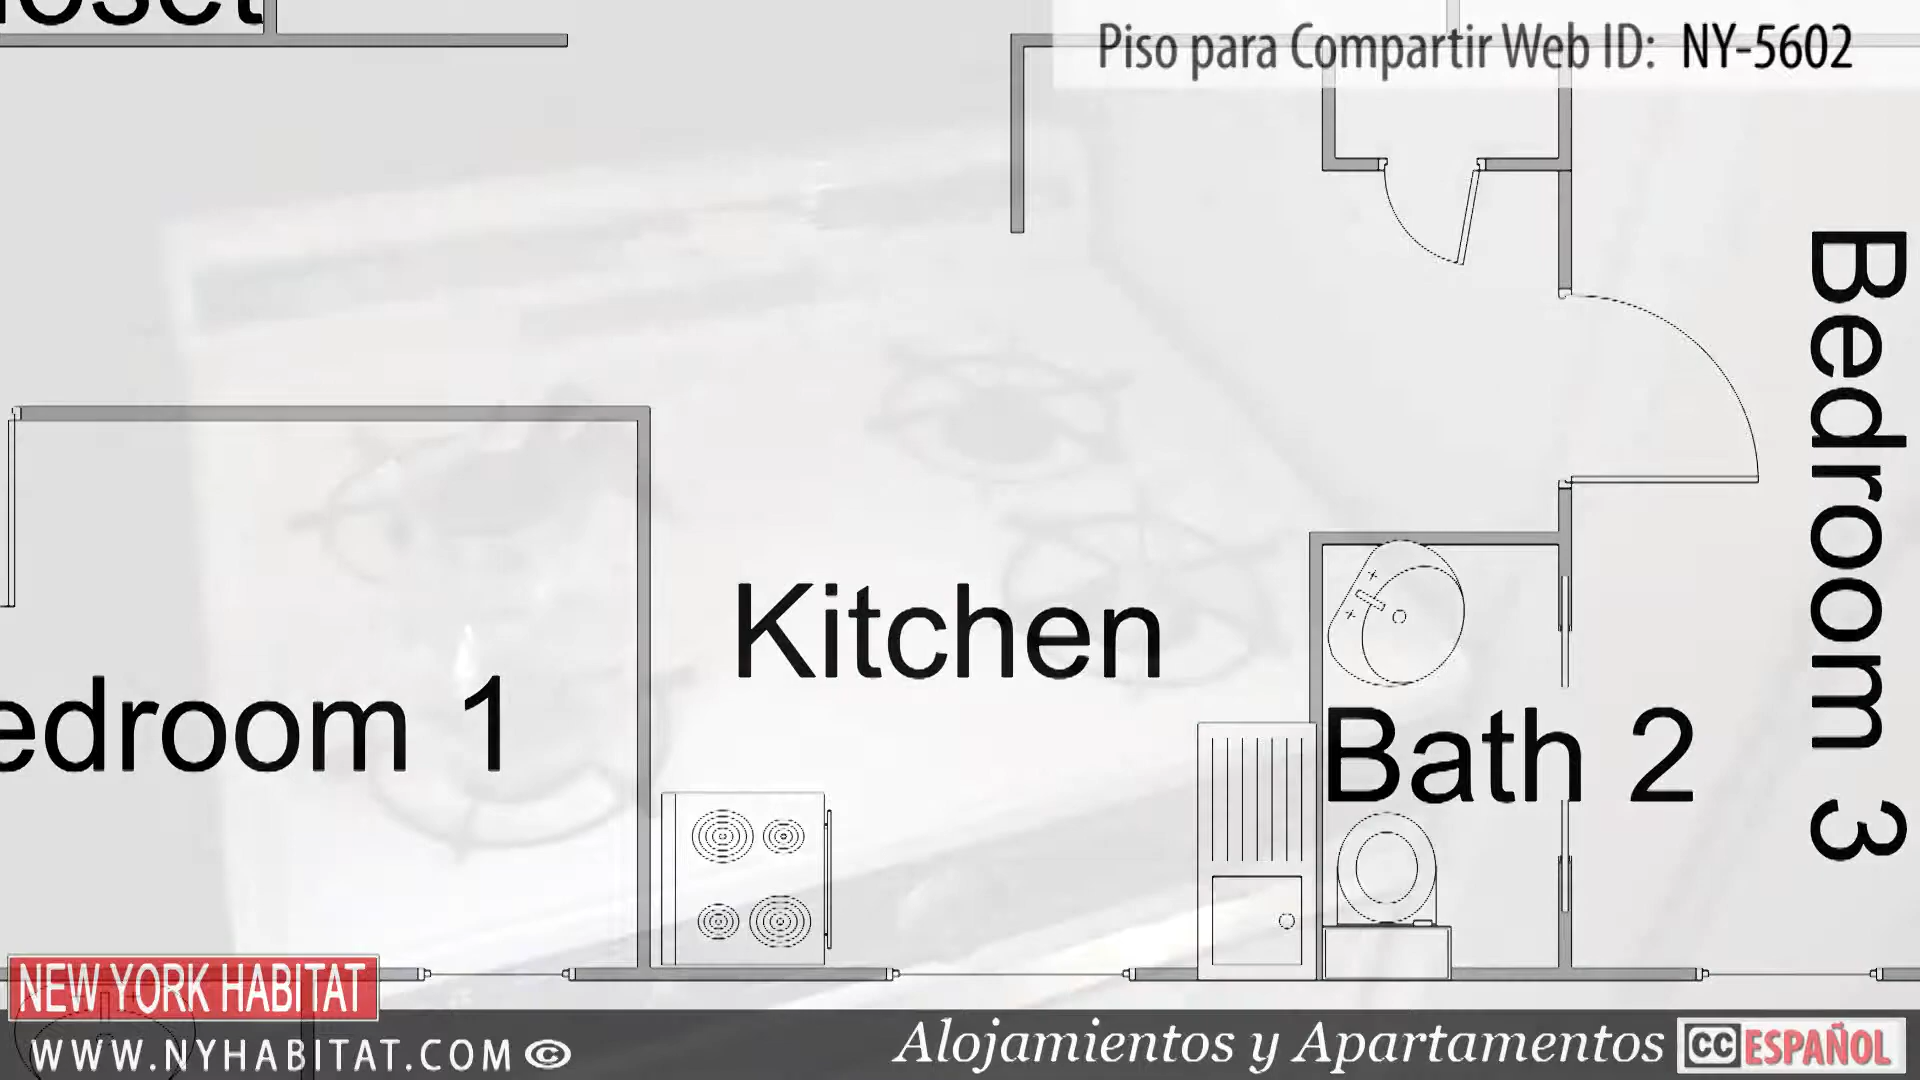 Piso para Compartir Web ID: NY-5602
Bedroom 3
Kitchen
edroom 1
Bath 2
NEW YORK HABITAT
WWW.NYHABITAT.COM ©
Alojamientos y Apartamentos
CC ESPAÑOL